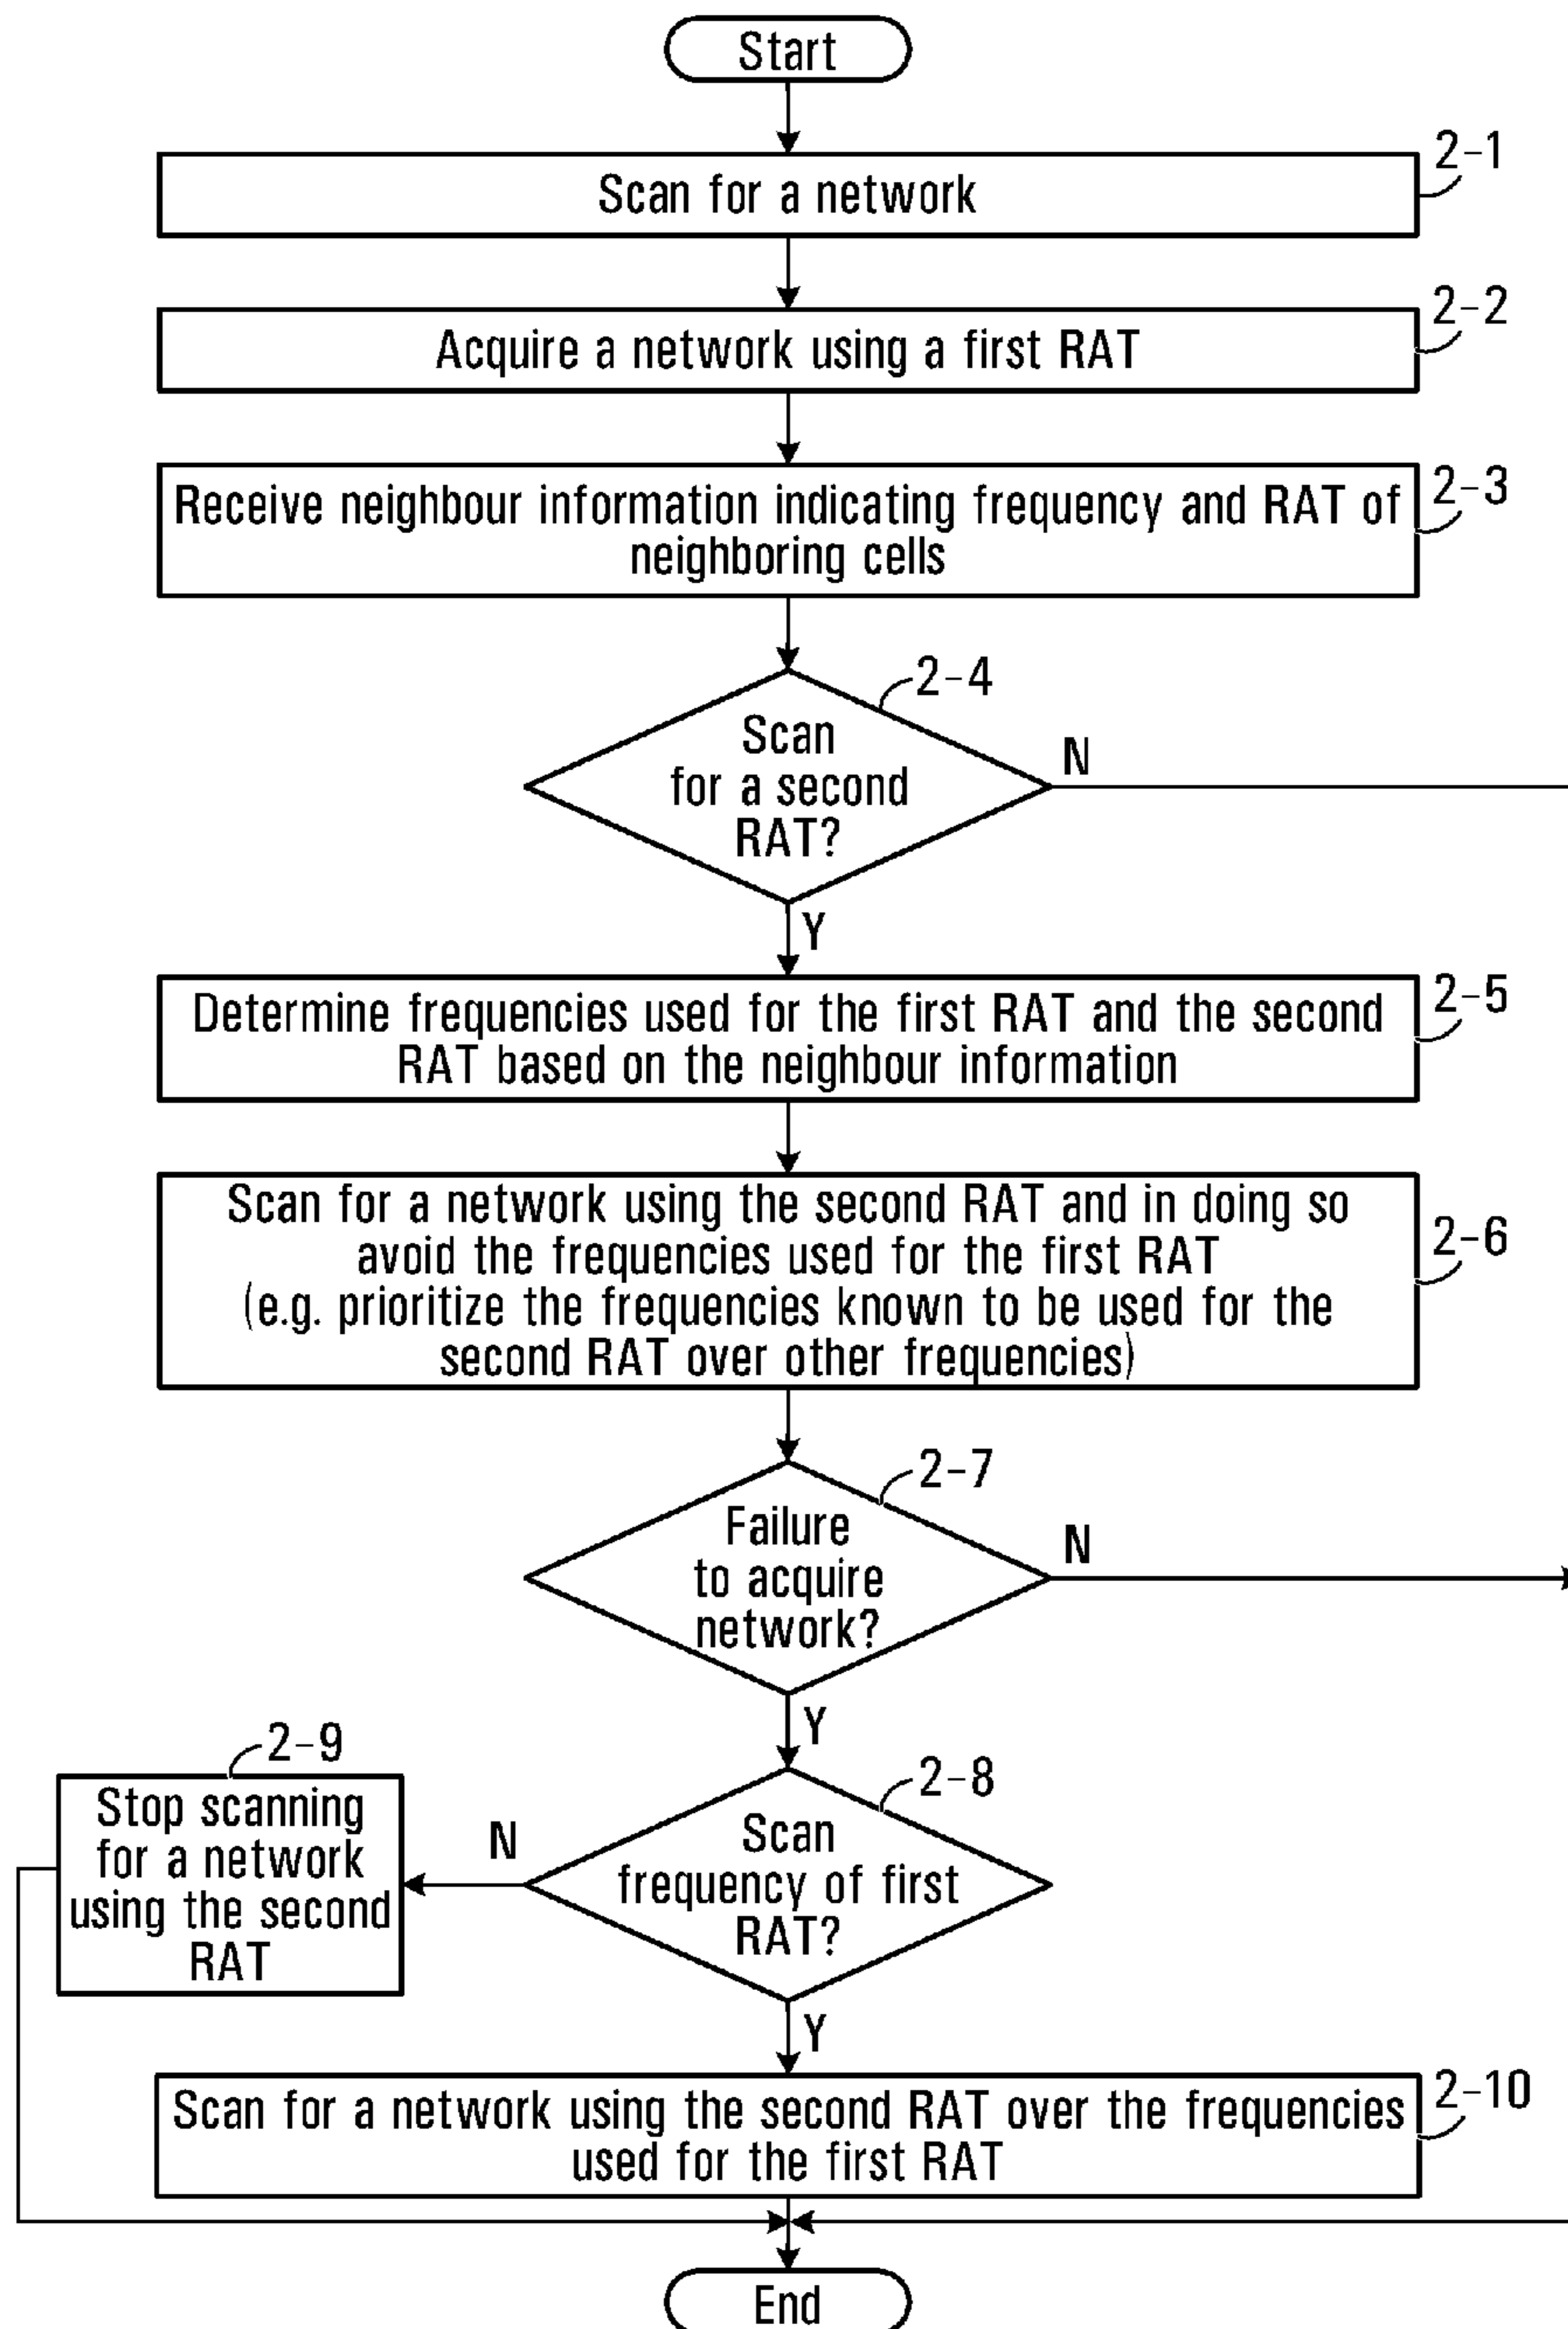 Start
2-1
Scan for a network
2-2
Acquire a network using a first RAT
2-3
Receive neighbour information indicating frequency and RAT of
neighboring cells
2-4
Scan
for a second
RAT?
N
Y
2-5
Determine frequencies used for the first RAT and the second
RAT based on the neighbour information
2-6
Scan for a network using the second RAT and in doing so
avoid the frequencies used for the first RAT
(e.g. prioritize the frequencies known to be used for the
second RAT over other frequencies)
2-7
Failure
to acquire
network?
N
Y
2-9
Stop scanning
for a network
using the second
RAT
N
2-8
Scan
frequency of first
RAT?
Y
2-10
Scan for a network using the second RAT over the frequencies
used for the first RAT
End